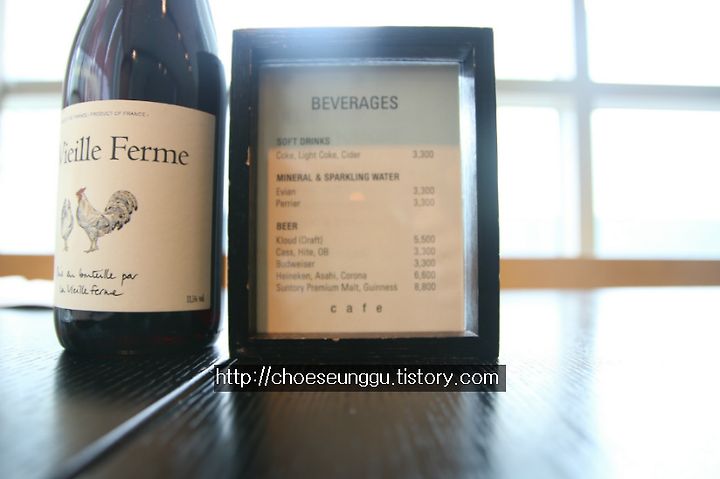 PRODUCT OF FRANCE
Vieille Ferme
Mis en bouteille par
La Vieille Ferme
BEVERAGES
SOFT DRINKS
Coke, Light Coke, Cider 3,300
MINERAL & SPARKLING WATER
Evian 3,300
Perrier 3,300
BEER
Kloud (Draft) 5,500
Cass, Hite, OB 3,300
Budweiser 3,300
Heineken, Asahi, Corona 6,600
Suntory Premium Malt, Guinness 8,800
cafe
http://choeseunggu.tistory.com